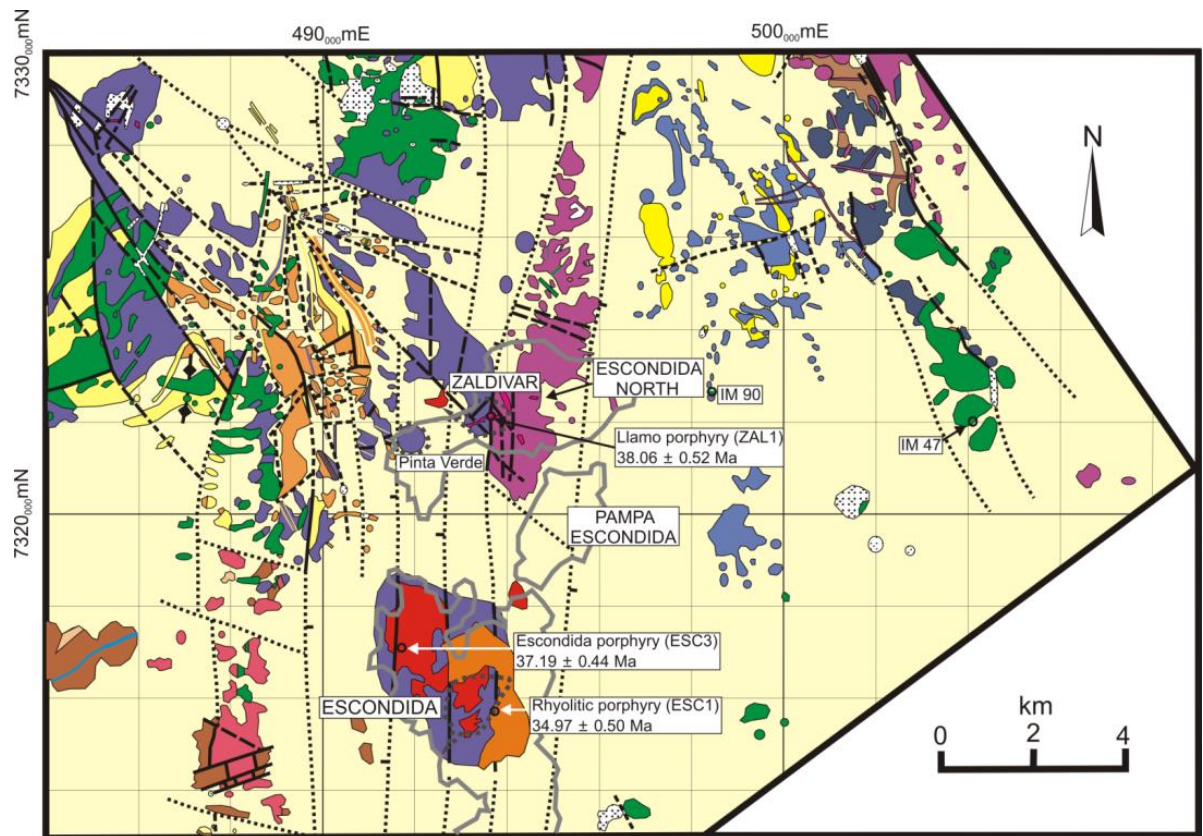 490000mE
500000mE
7330000mN
N
ZALDIVAR
ESCONDIDA
NORTH
IM 90
Llamo porphyry (ZAL1)
38.06 ± 0.52 Ma
IM 47
Pinta Verde
7320000mN
PAMPA
ESCONDIDA
Escondida porphyry (ESC3)
37.19 ± 0.44 Ma
ESCONDIDA
Rhyolitic porphyry (ESC1)
34.97 ± 0.50 Ma
km
0 2 4